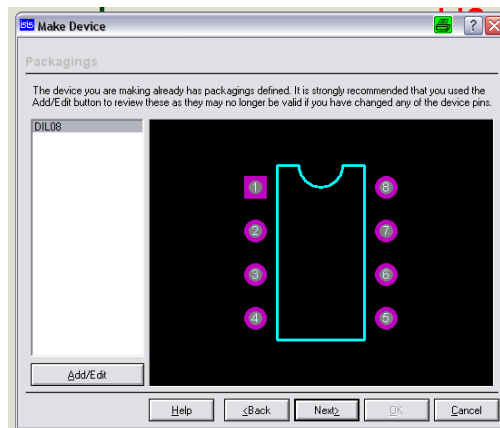 ISIS Make Device
Packagings
The device you are making already has packagings defined. It is strongly recommended that you used the
Add/Edit button to review these as they may no longer be valid if you have changed any of the device pins.
DIL08
1 8
2 7
3 6
4 5
Add/Edit
Help <Back Next> OK Cancel